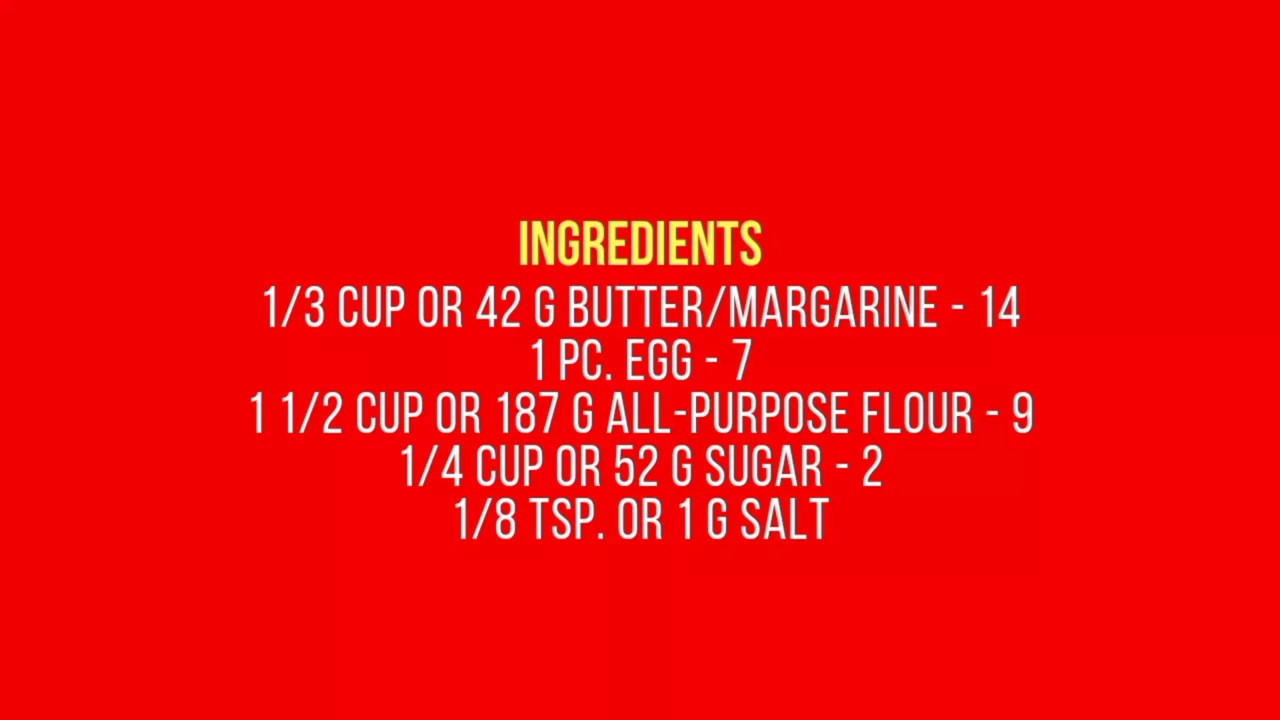 INGREDIENTS
1/3 CUP OR 42 G BUTTER/MARGARINE - 14
1 PC. EGG - 7
1 1/2 CUP OR 187 G ALL-PURPOSE FLOUR - 9
1/4 CUP OR 52 G SUGAR - 2
1/8 TSP. OR 1 G SALT